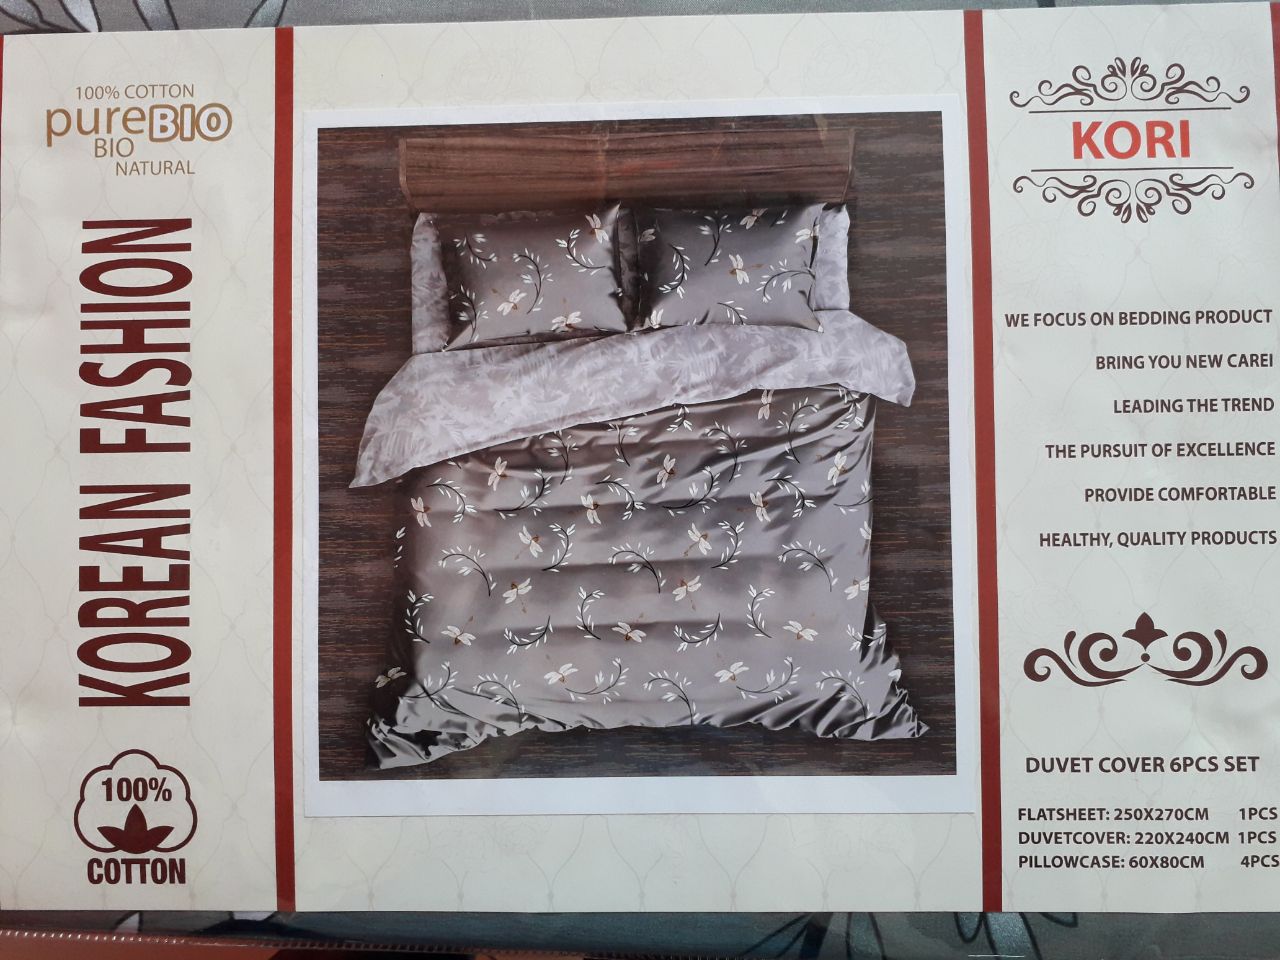 100% COTTON
pureBIO
BIO
NATURAL
KOREAN FASHION
100%
COTTON
KORI
WE FOCUS ON BEDDING PRODUCT
BRING YOU NEW CAREI
LEADING THE TREND
THE PURSUIT OF EXCELLENCE
PROVIDE COMFORTABLE
HEALTHY, QUALITY PRODUCTS
DUVET COVER 6PCS SET
FLATSHEET: 250X270CM 1PCS
DUVETCOVER: 220X240CM 1PCS
PILLOWCASE: 60X80CM 4PCS